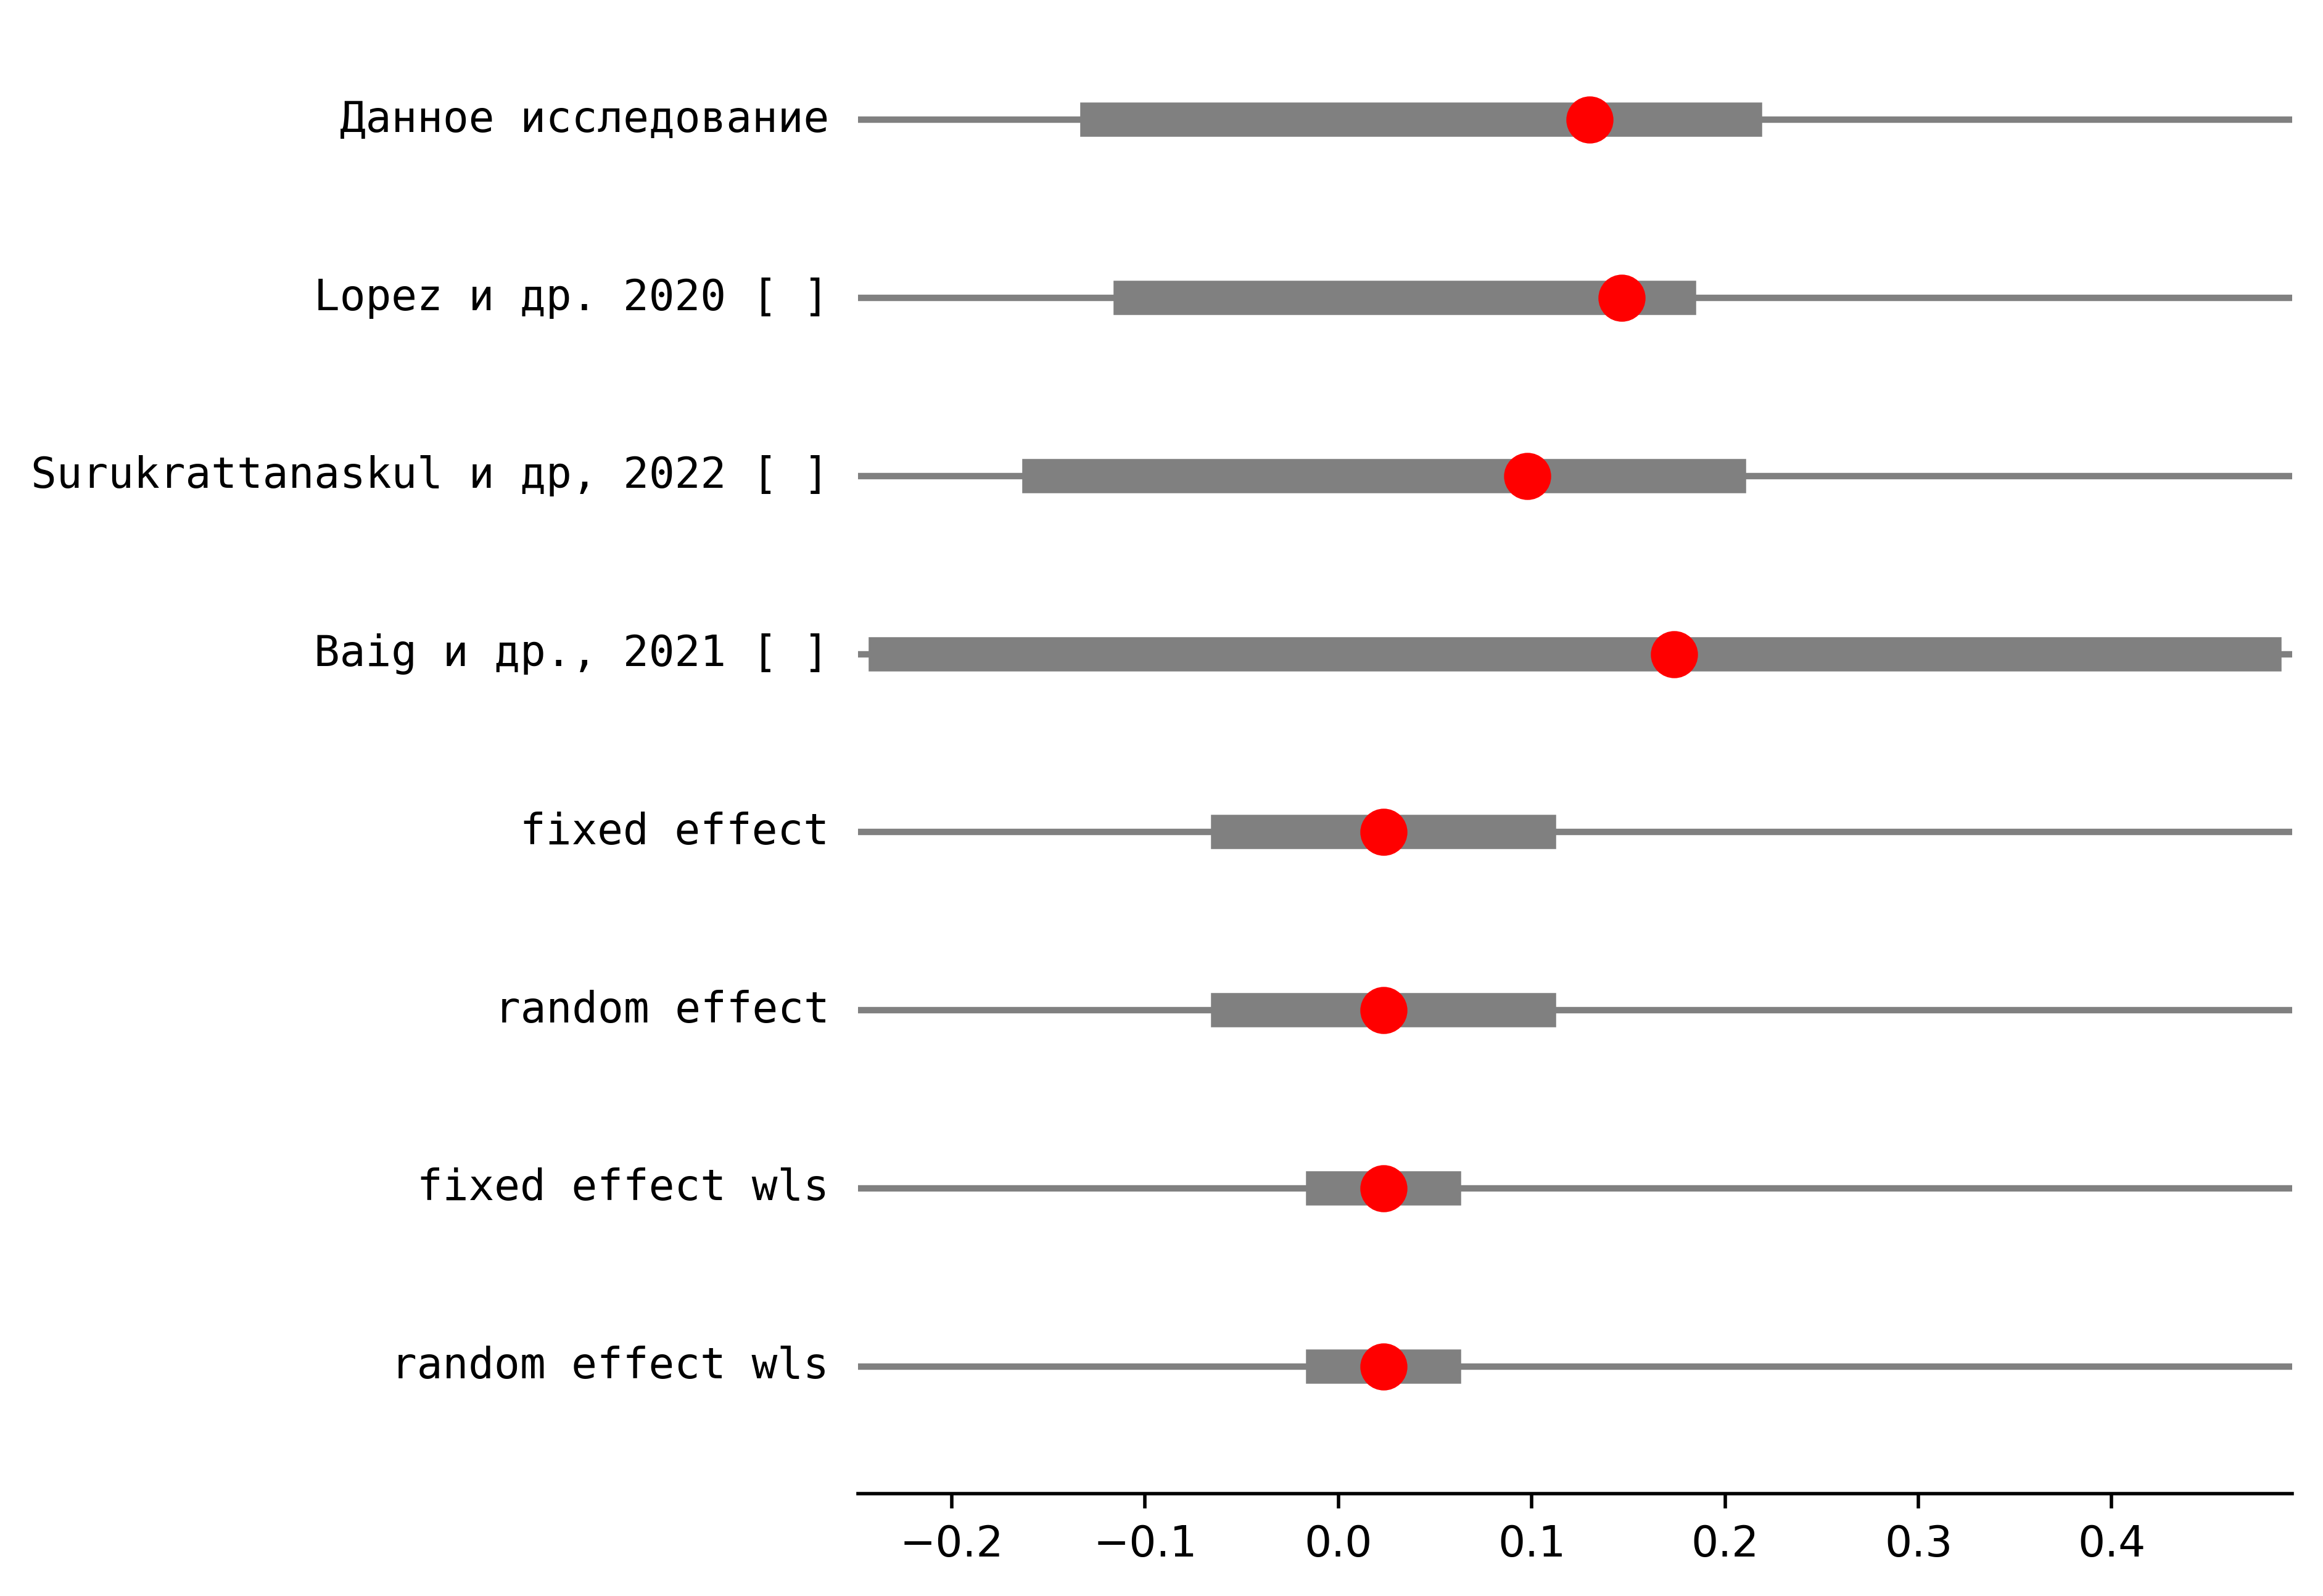 Данное исследование
Lopez и др. 2020 [ ]
Surukrattanaskul и др, 2022 [ ]
Baig и др., 2021 [ ]
fixed effect
random effect
fixed effect wls
random effect wls
−0.2 −0.1 0.0 0.1 0.2 0.3 0.4